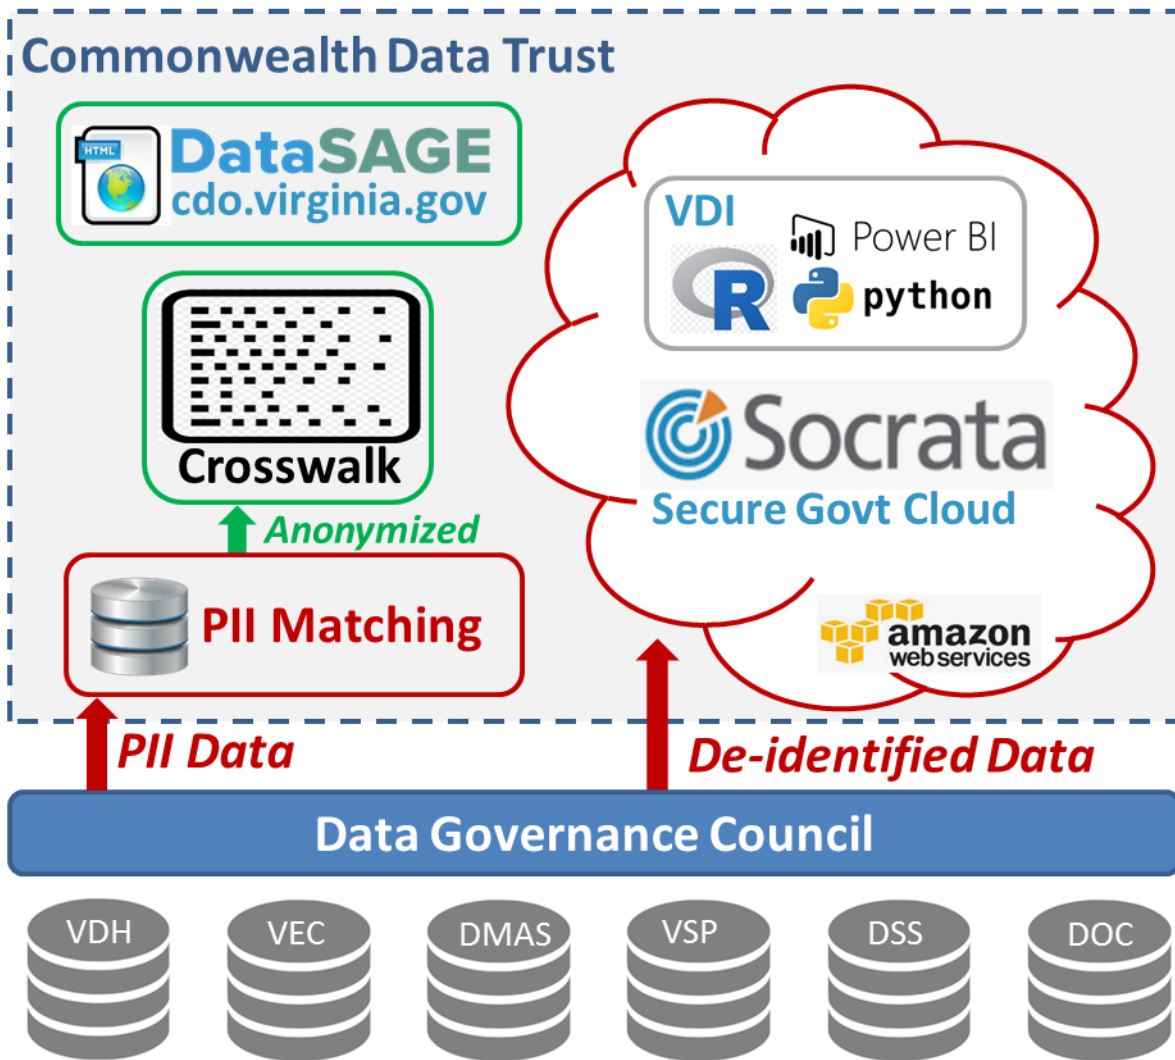 Commonwealth Data Trust
HTML
DataSAGE
cdo.virginia.gov
VDI
Power BI
R
python
Crosswalk
Socrata
Secure Govt Cloud
Anonymized
PII Matching
amazon
web services
PII Data
De-identified Data
Data Governance Council
VDH
VEC
DMAS
VSP
DSS
DOC